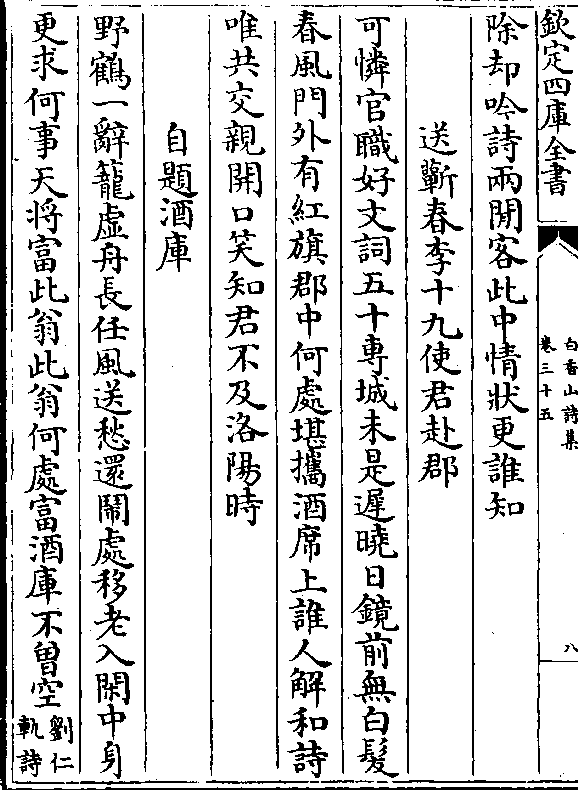 欽定四庫全書
白香山詩集
卷三十五
八
除却吟詩兩閒客此中情狀更誰知
送蘄春李十九使君赴郡
可憐官職好文詞五十專城未是遲曉日鏡前無白髮
春風門外有紅旗郡中何處堪攜酒席上誰人解和詩
唯共交親開口笑知君不及洛陽時
自題酒庫
野鶴一辭籠虚舟長任風送愁還鬧處移老入閑中身
更求何事天將富此翁此翁何處富酒庫不曽空
劉仁
軌詩